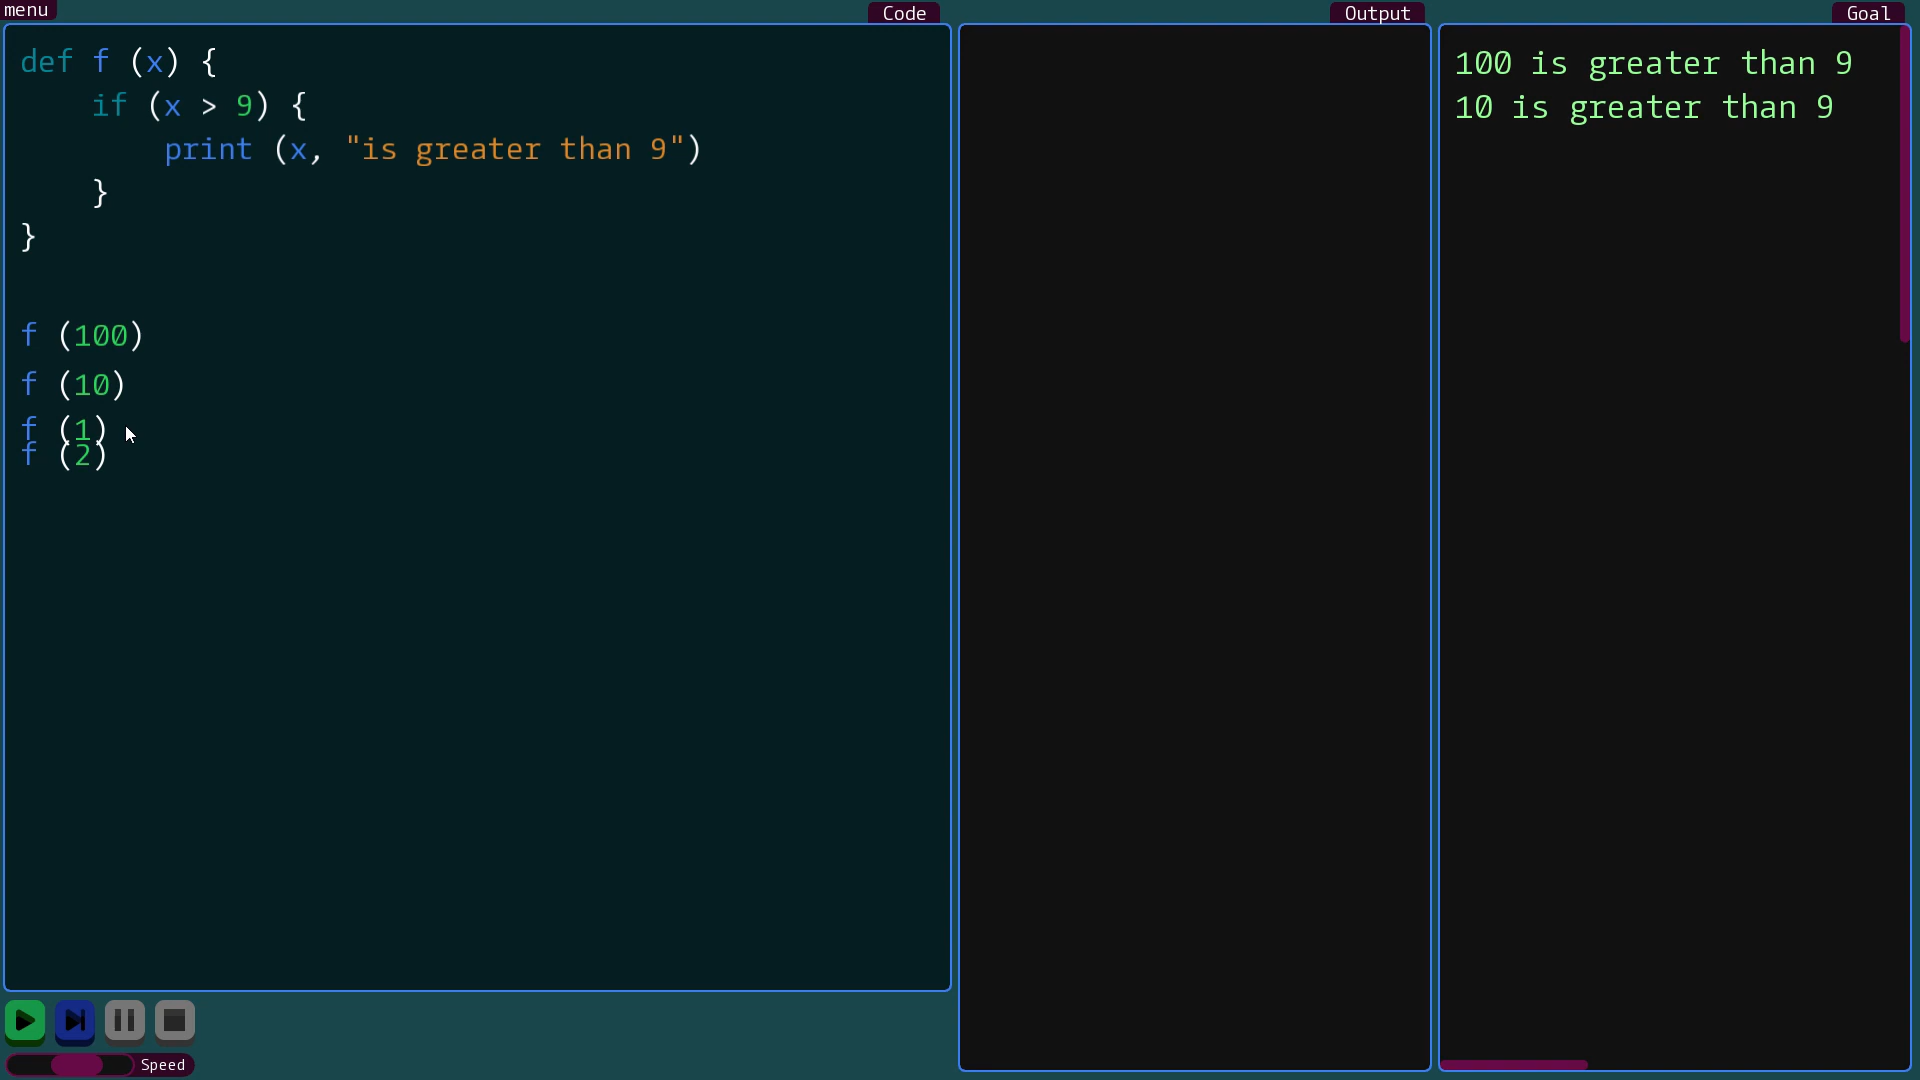 menu
Code
Output
Goal
def f (x) {
    if (x > 9) {
        print (x, "is greater than 9")
    }
}
f (100)
f (10)
f (1)
f (2)
100 is greater than 9
10 is greater than 9
Speed